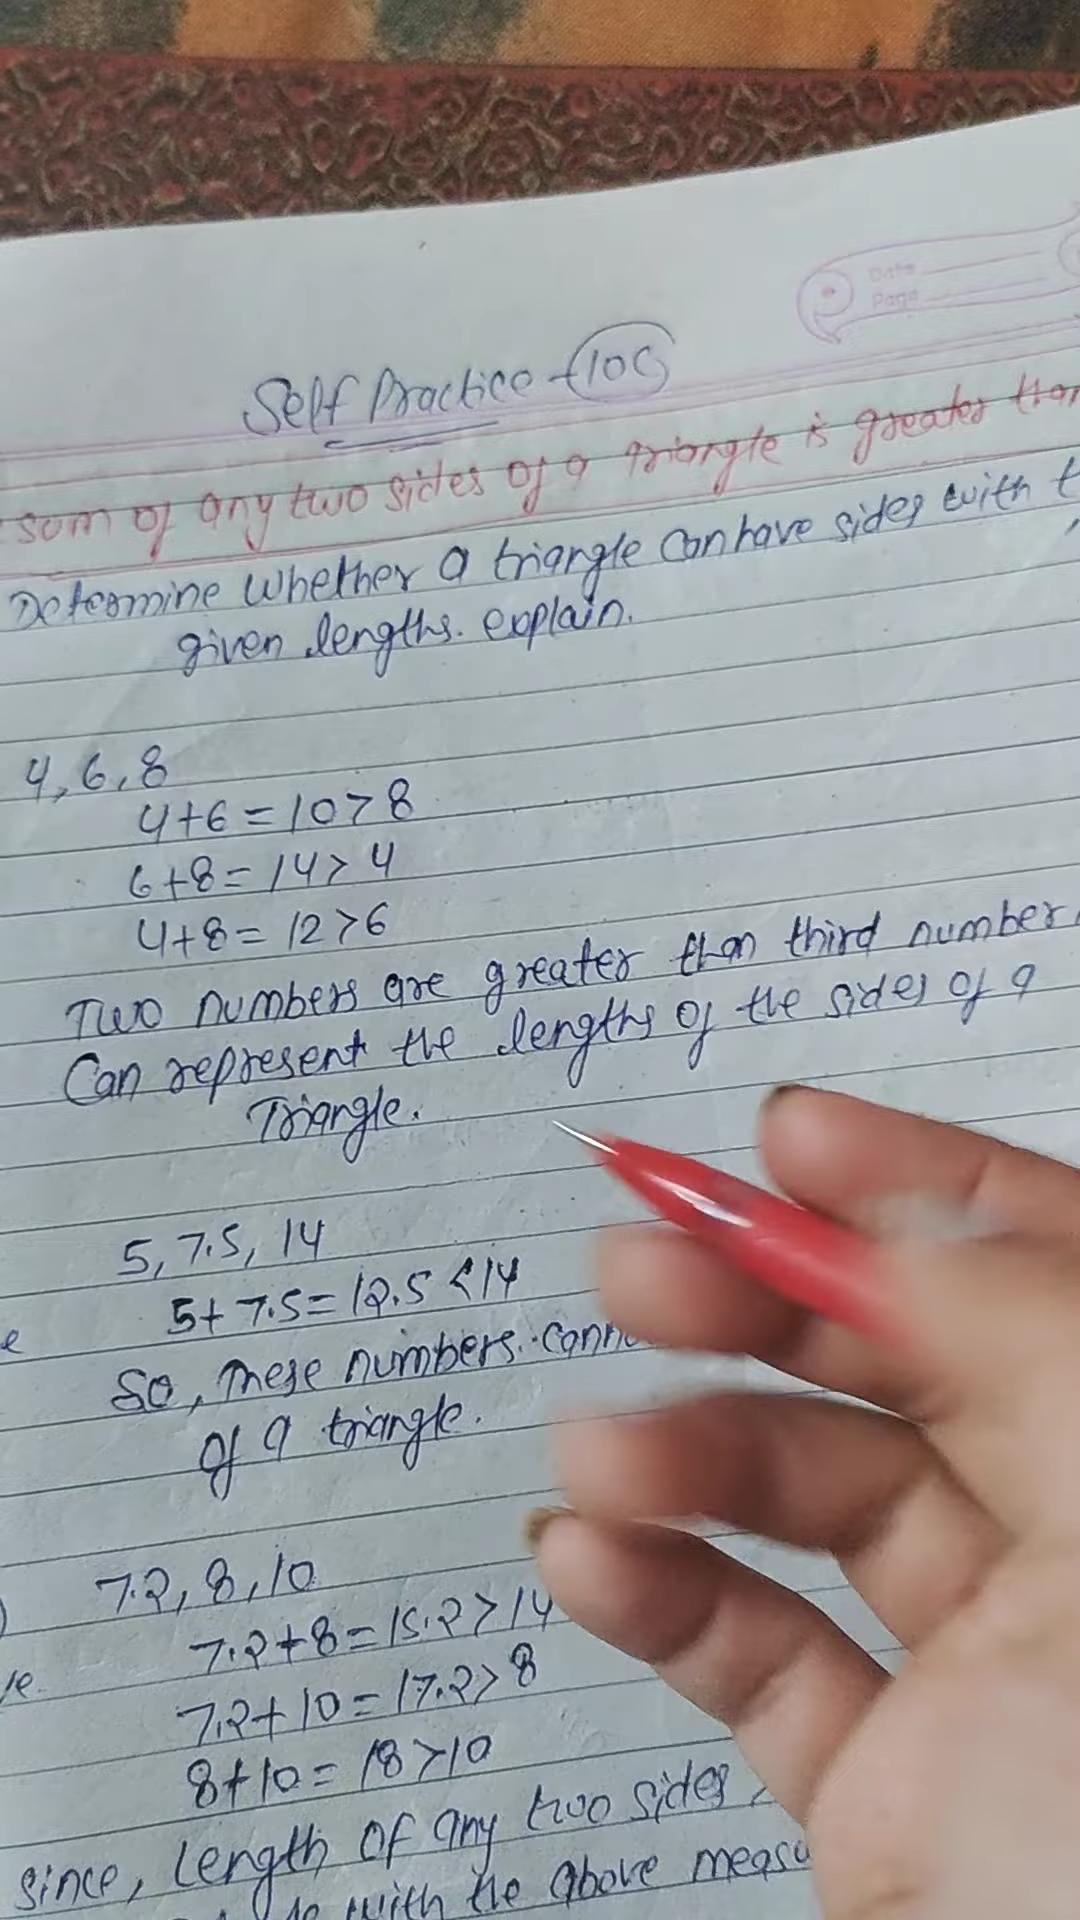 Date
Page
Self Practice - 10C
sum of any two sides of a triangle is greater than
Determine whether a triangle can have sides with
given lengths. explain.
4, 6, 8
4+6 = 10 > 8
6+8 = 14 > 4
4+8 = 12 > 6
Two numbers are greater than third number
Can represent the lengths of the sides of a
Triangle.
5, 7.5, 14
5+ 7.5 = 12.5 < 14
So, these numbers.
of a triangle.
7.2, 8, 10
7.2+8 = 15.2 > 14
7.2+10 = 17.2 > 8
8+10 = 18 > 10
since, Length of any two sides
with the above